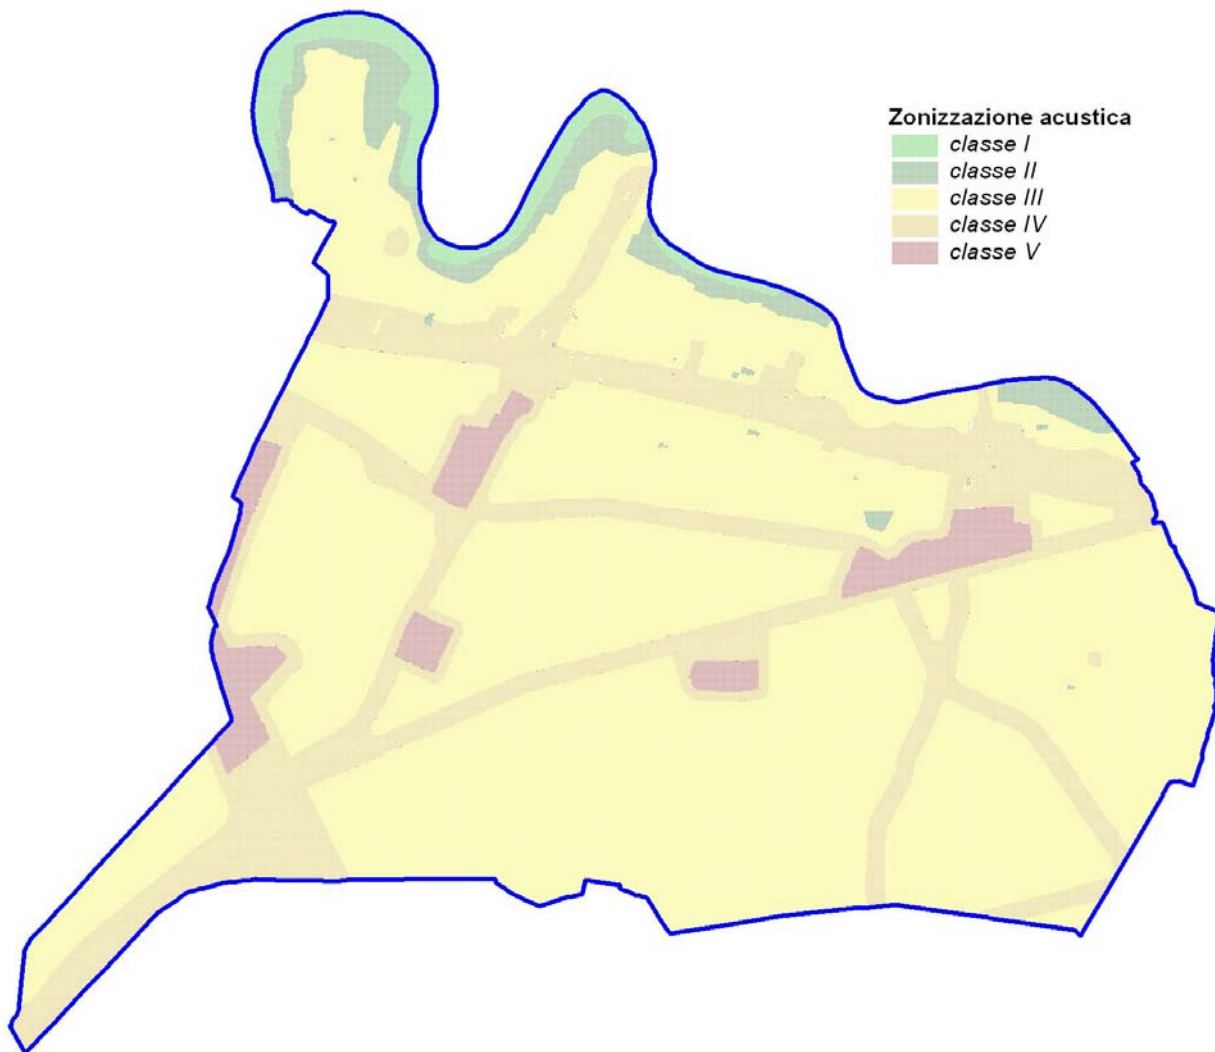 Zonizzazione acustica
classe I
classe II
classe III
classe IV
classe V